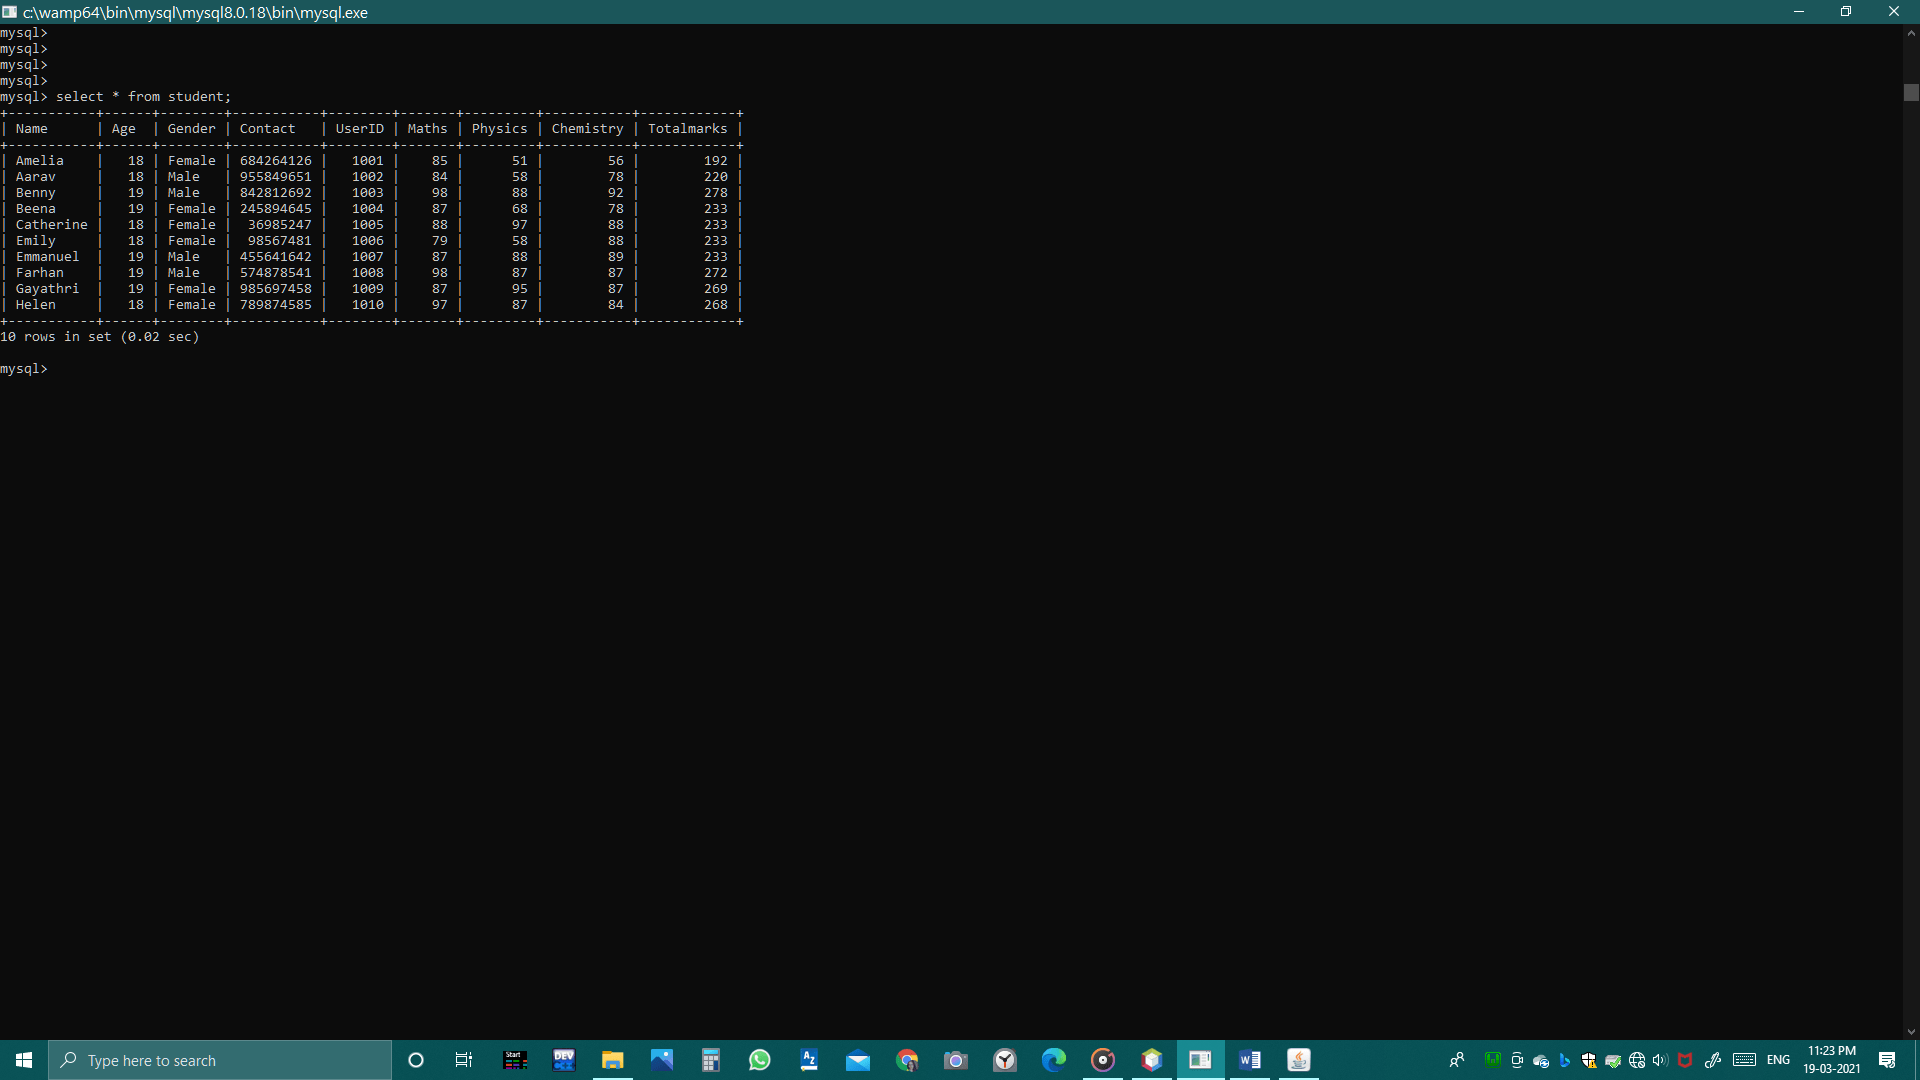 c:\wamp64\bin\mysql\mysql8.0.18\bin\mysql.exe
mysql>
mysql>
mysql>
mysql>
mysql> select * from student;
+-----------+------+--------+-----------+--------+-------+---------+-----------+------------+
| Name      | Age  | Gender | Contact   | UserID | Maths | Physics | Chemistry | Totalmarks |
+-----------+------+--------+-----------+--------+-------+---------+-----------+------------+
| Amelia    |   18 | Female | 684264126 |   1001 |    85 |      51 |        56 |        192 |
| Aarav     |   18 | Male   | 955849651 |   1002 |    84 |      58 |        78 |        220 |
| Benny     |   19 | Male   | 842812692 |   1003 |    98 |      88 |        92 |        278 |
| Beena     |   19 | Female | 245894645 |   1004 |    87 |      68 |        78 |        233 |
| Catherine |   18 | Female |  36985247 |   1005 |    88 |      97 |        88 |        233 |
| Emily     |   18 | Female |  98567481 |   1006 |    79 |      58 |        88 |        233 |
| Emmanuel  |   19 | Male   | 455641642 |   1007 |    87 |      88 |        89 |        233 |
| Farhan    |   19 | Male   | 574878541 |   1008 |    98 |      87 |        87 |        272 |
| Gayathri  |   19 | Female | 985697458 |   1009 |    87 |      95 |        87 |        269 |
| Helen     |   18 | Female | 789874585 |   1010 |    97 |      87 |        84 |        268 |
+-----------+------+--------+-----------+--------+-------+---------+-----------+------------+
10 rows in set (0.02 sec)
mysql>
Type here to search
Start
DEV
A Z
W
ENG
11:23 PM
19-03-2021